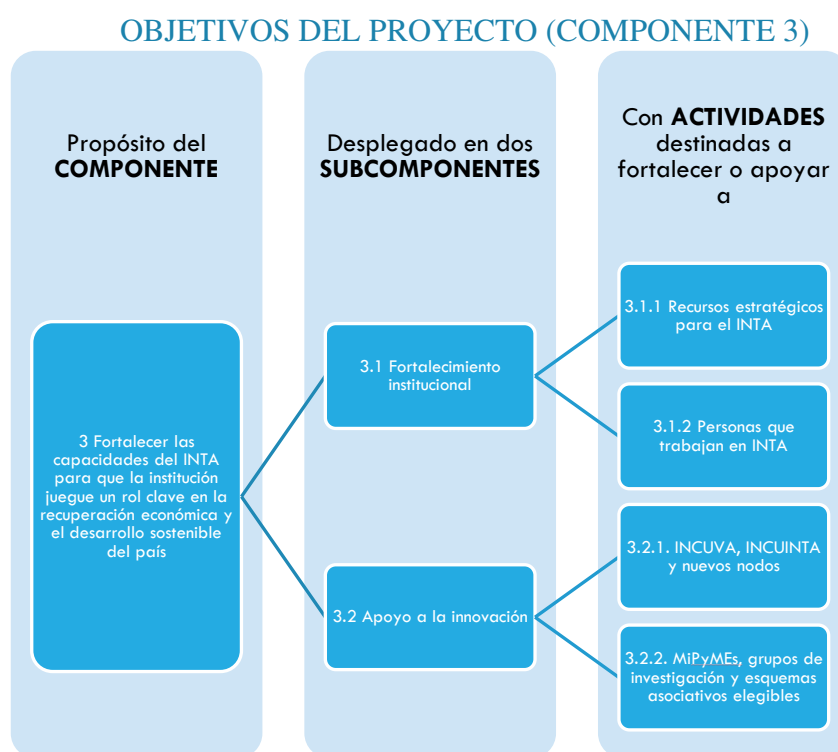 OBJETIVOS DEL PROYECTO (COMPONENTE 3)
Propósito del
COMPONENTE
Desplegado en dos
SUBCOMPONENTES
Con ACTIVIDADES
destinadas a
fortalecer o apoyar
a
3 Fortalecer las
capacidades del INTA
para que la institución
juegue un rol clave en la
recuperación económica y
el desarrollo sostenible
del país
3.1 Fortalecimiento
institucional
3.2 Apoyo a la innovación
3.1.1 Recursos estratégicos
para el INTA
3.1.2 Personas que
trabajan en INTA
3.2.1. INCUVA, INCUINTA
y nuevos nodos
3.2.2. MiPyMEs, grupos de
investigación y esquemas
asociativos elegibles